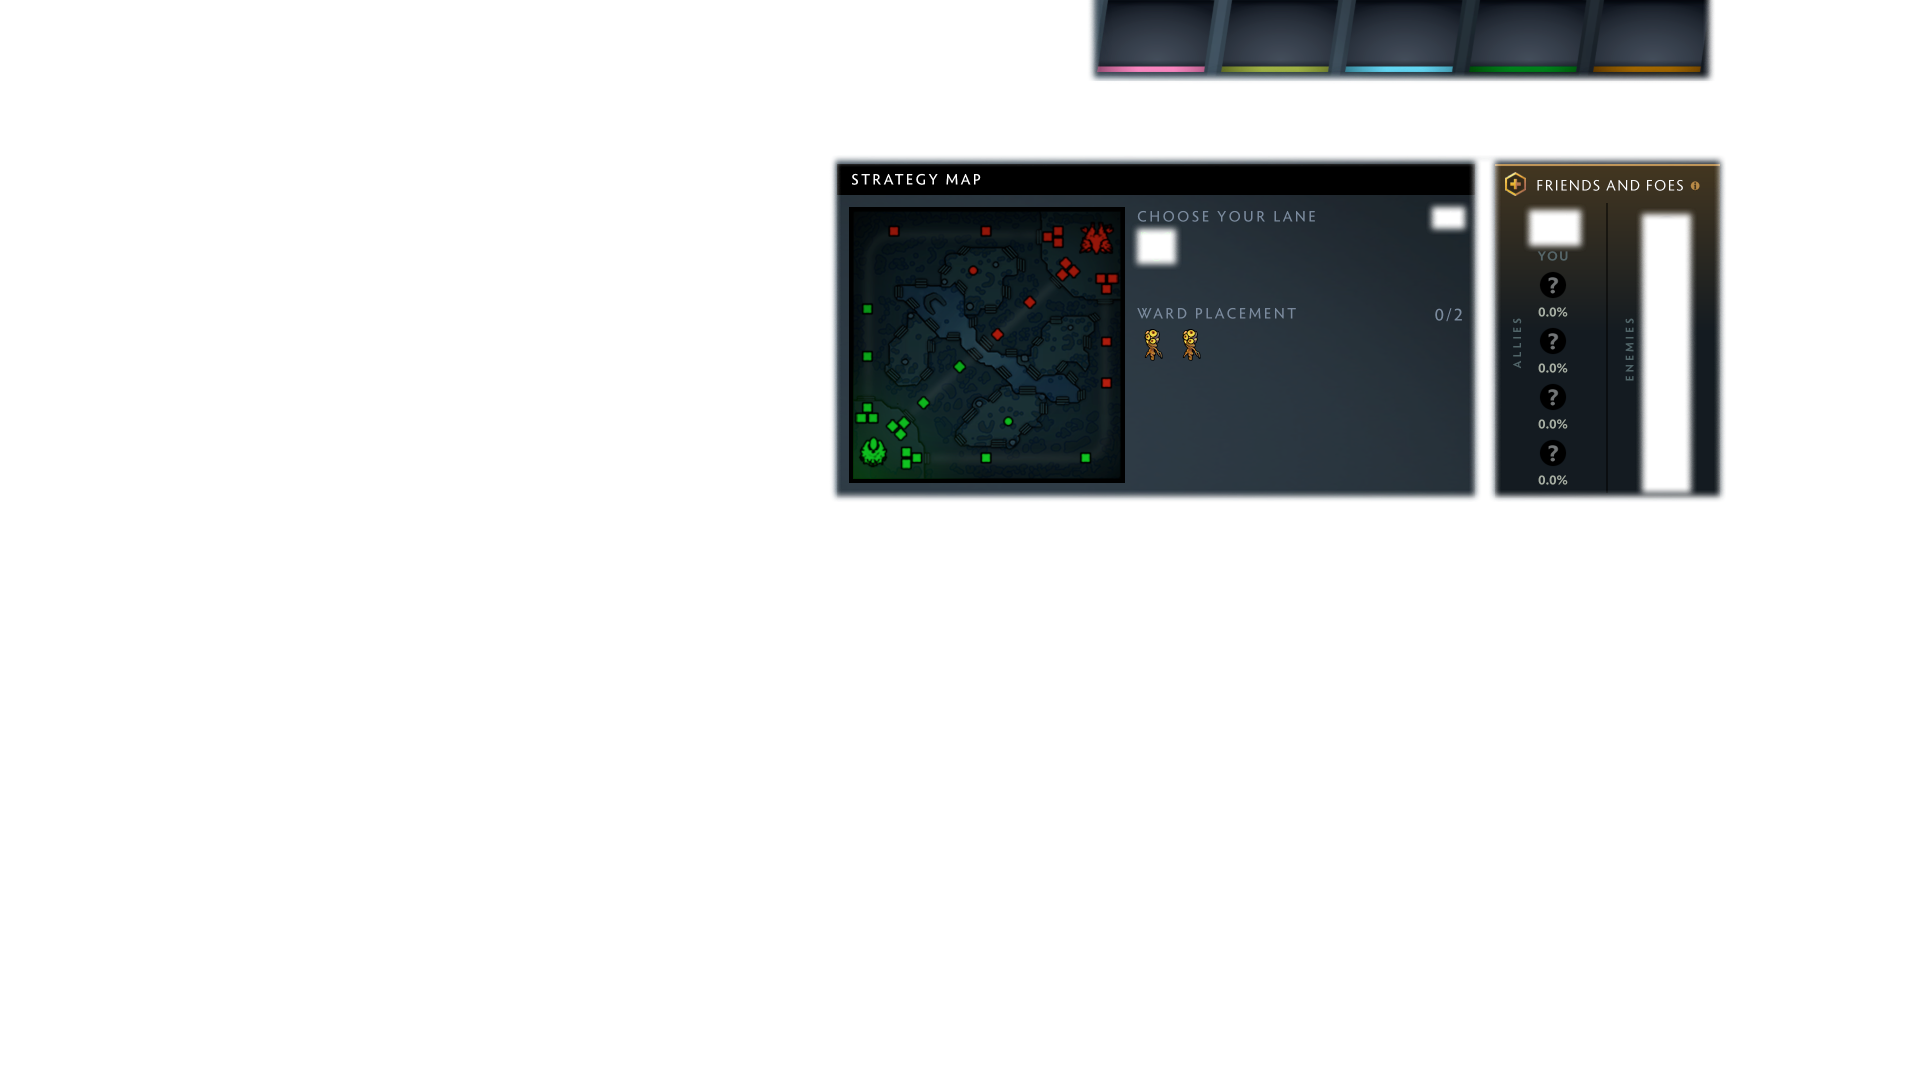 STRATEGY MAP
CHOOSE YOUR LANE
WARD PLACEMENT
0/2
FRIENDS AND FOES
YOU
ALLIES
?
0.0%
?
0.0%
?
0.0%
?
0.0%
ENEMIES